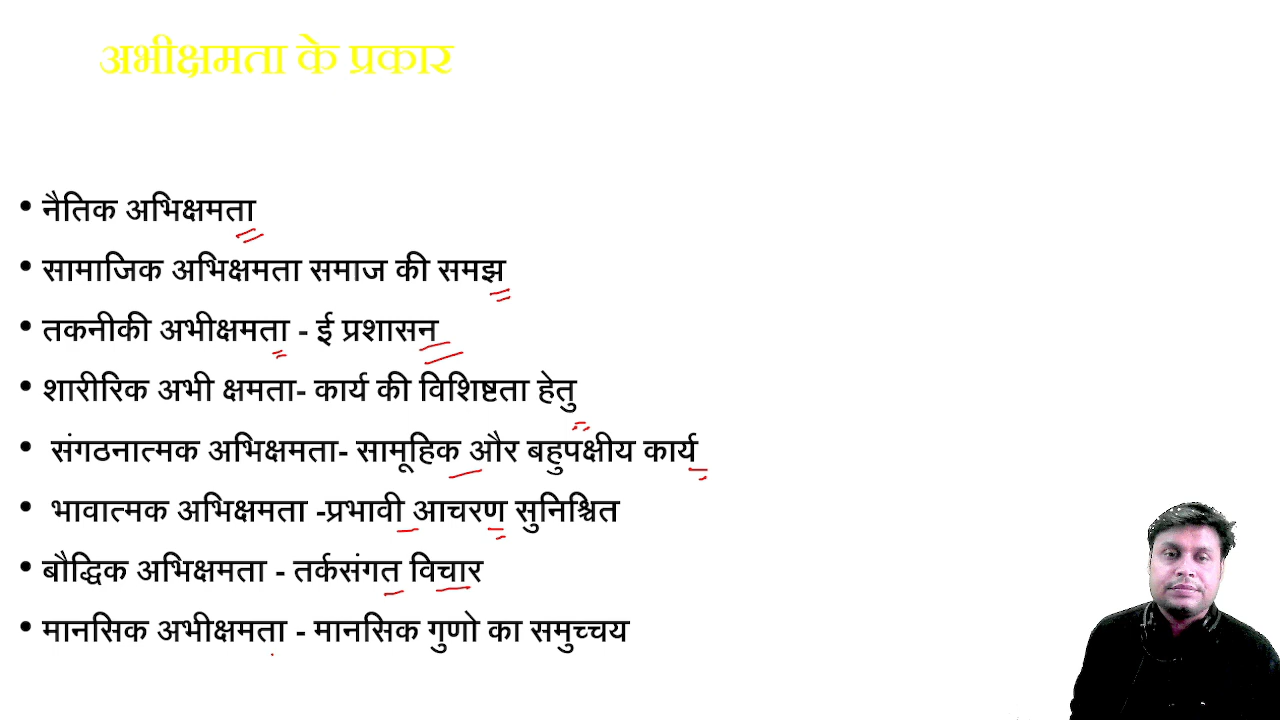 अभीक्षमता के प्रकार
• नैतिक अभिक्षमता
• सामाजिक अभिक्षमता समाज की समझ
• तकनीकी अभीक्षमता - ई प्रशासन
• शारीरिक अभी क्षमता- कार्य की विशिष्टता हेतु
• संगठनात्मक अभिक्षमता- सामूहिक और बहुपक्षीय कार्य
• भावात्मक अभिक्षमता -प्रभावी आचरण सुनिश्चित
• बौद्धिक अभिक्षमता - तर्कसंगत विचार
• मानसिक अभीक्षमता - मानसिक गुणो का समुच्चय